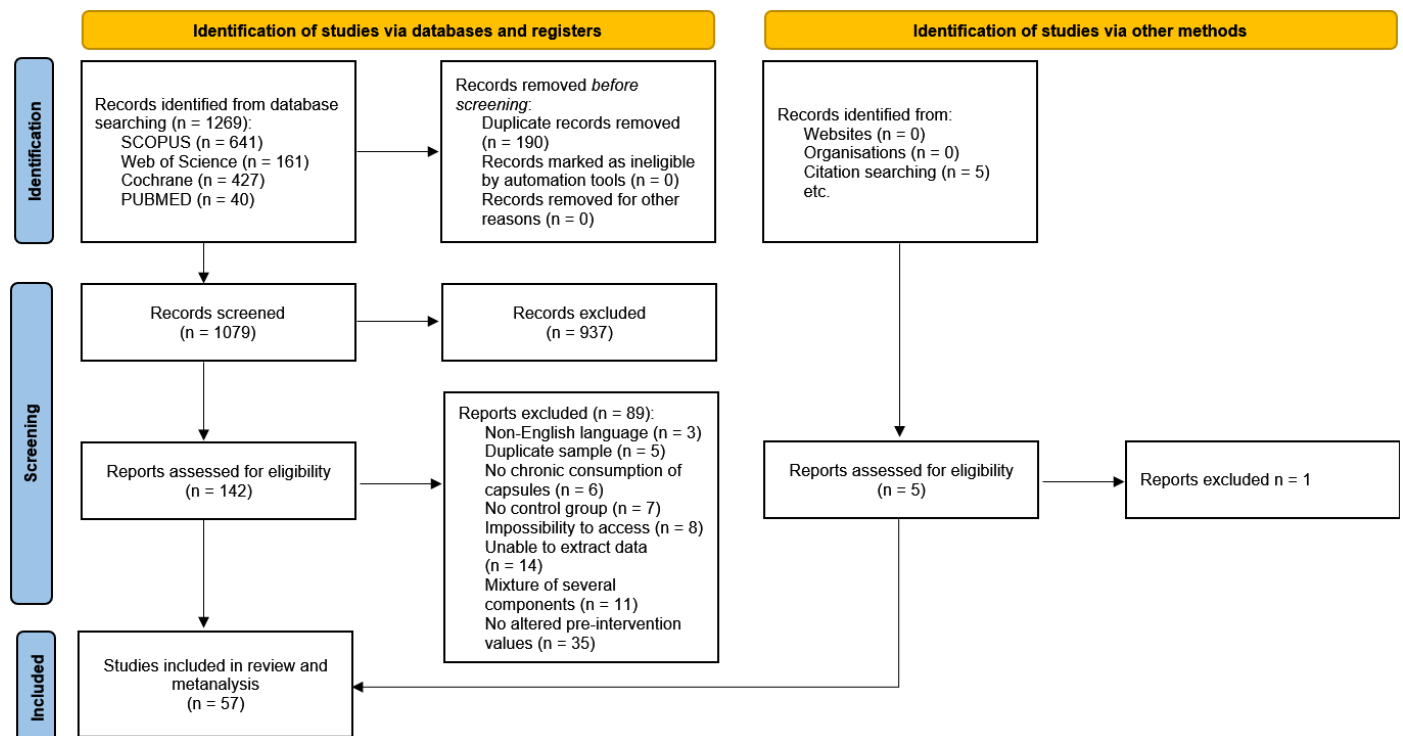 Identification of studies via databases and registers
Identification of studies via other methods
Identification
Records identified from database
searching (n = 1269):
SCOPUS (n = 641)
Web of Science (n = 161)
Cochrane (n = 427)
PUBMED (n = 40)
Records removed before
screening:
Duplicate records removed
(n = 190)
Records marked as ineligible
by automation tools (n = 0)
Records removed for other
reasons (n = 0)
Records identified from:
Websites (n = 0)
Organisations (n = 0)
Citation searching (n = 5)
etc.
Screening
Records screened
(n = 1079)
Records excluded
(n = 937)
Reports assessed for eligibility
(n = 142)
Reports excluded (n = 89):
Non-English language (n = 3)
Duplicate sample (n = 5)
No chronic consumption of
capsules (n = 6)
No control group (n = 7)
Impossibility to access (n = 8)
Unable to extract data
(n = 14)
Mixture of several
components (n = 11)
No altered pre-intervention
values (n = 35)
Reports assessed for eligibility
(n = 5)
Reports excluded n = 1
Included
Studies included in review and
metanalysis
(n = 57)